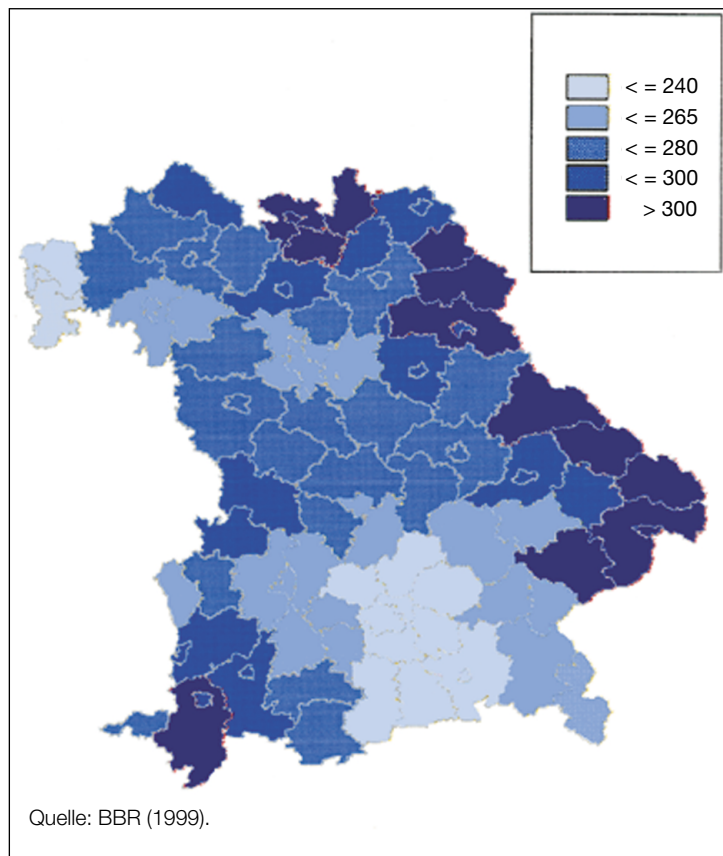 < = 240
< = 265
< = 280
< = 300
> 300
Quelle: BBR (1999).